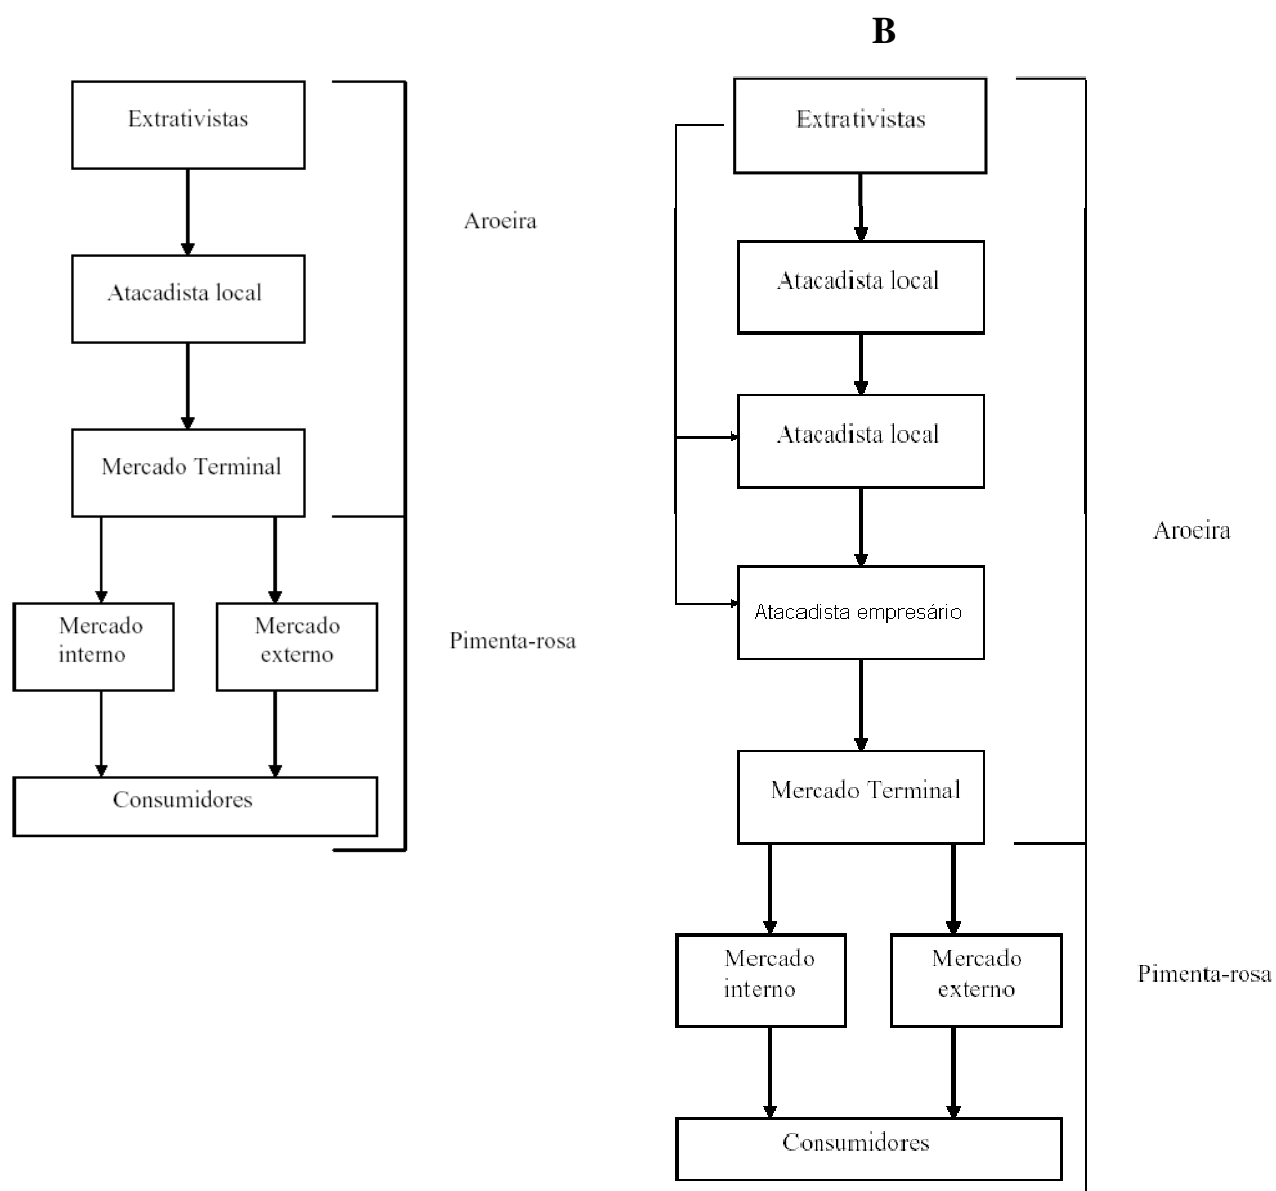 Extrativistas
Atacadista local
Mercado Terminal
Mercado
interno
Mercado
externo
Consumidores
Aroeira
Pimenta-rosa
B
Extrativistas
Atacadista local
Atacadista local
Atacadista empresário
Mercado Terminal
Mercado
interno
Mercado
externo
Consumidores
Aroeira
Pimenta-rosa